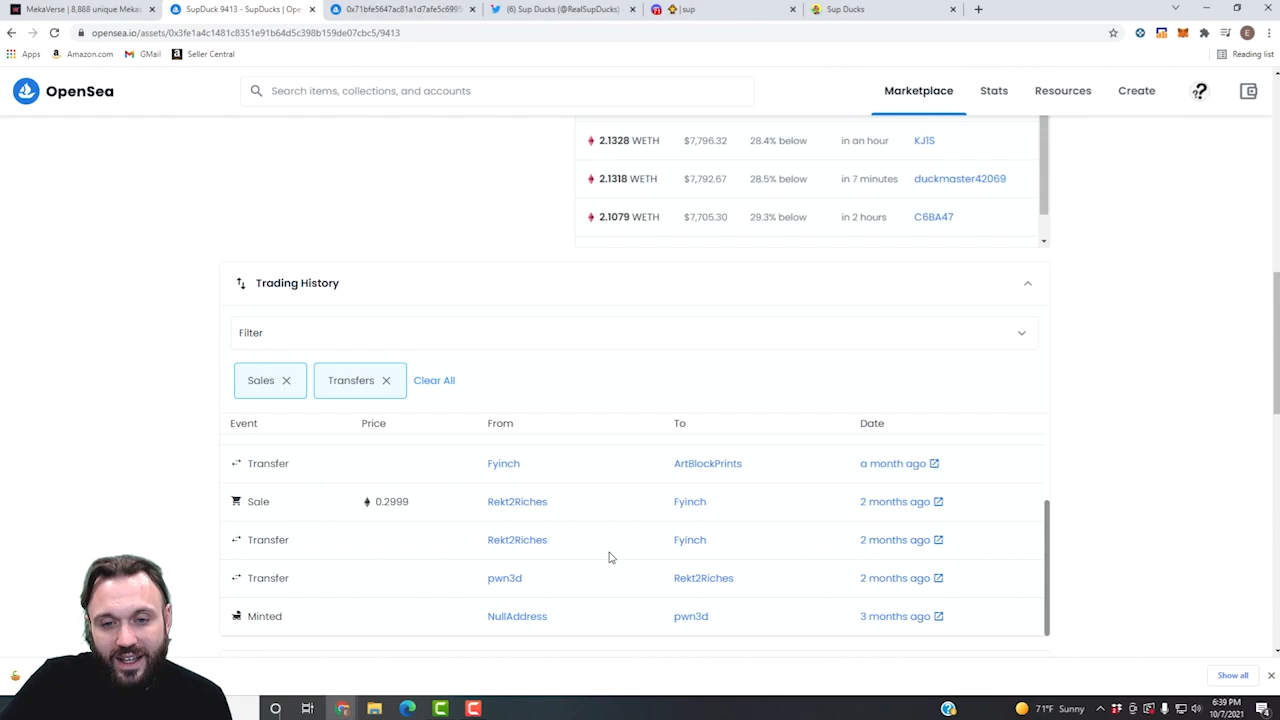 MekaVerse | 8,888 unique Mekas
SupDuck 9413 - SupDucks | Ope
0x71bfe5647ac81a1d7afe5c6995
(6) Sup Ducks (@RealSupDucks)
|sup
Sup Ducks
opensea.io/assets/0x3fe1a4c1481c8351e91b64d5c398b159de07cbc5/9413
E
Apps
Amazon.com
GMail
Seller Central
Reading list
OpenSea
Search items, collections, and accounts
Marketplace
Stats
Resources
Create
2.1328 WETH $7,796.32 28.4% below in an hour KJ1S
2.1318 WETH $7,792.67 28.5% below in 7 minutes duckmaster42069
2.1079 WETH $7,705.30 29.3% below in 2 hours C6BA47
Trading History
Filter
Sales
Transfers
Clear All
Event Price From To Date
Transfer Fyinch ArtBlockPrints a month ago
Sale 0.2999 Rekt2Riches Fyinch 2 months ago
Transfer Rekt2Riches Fyinch 2 months ago
Transfer pwn3d Rekt2Riches 2 months ago
Minted NullAddress pwn3d 3 months ago
Show all
71°F Sunny
6:39 PM
10/7/2021